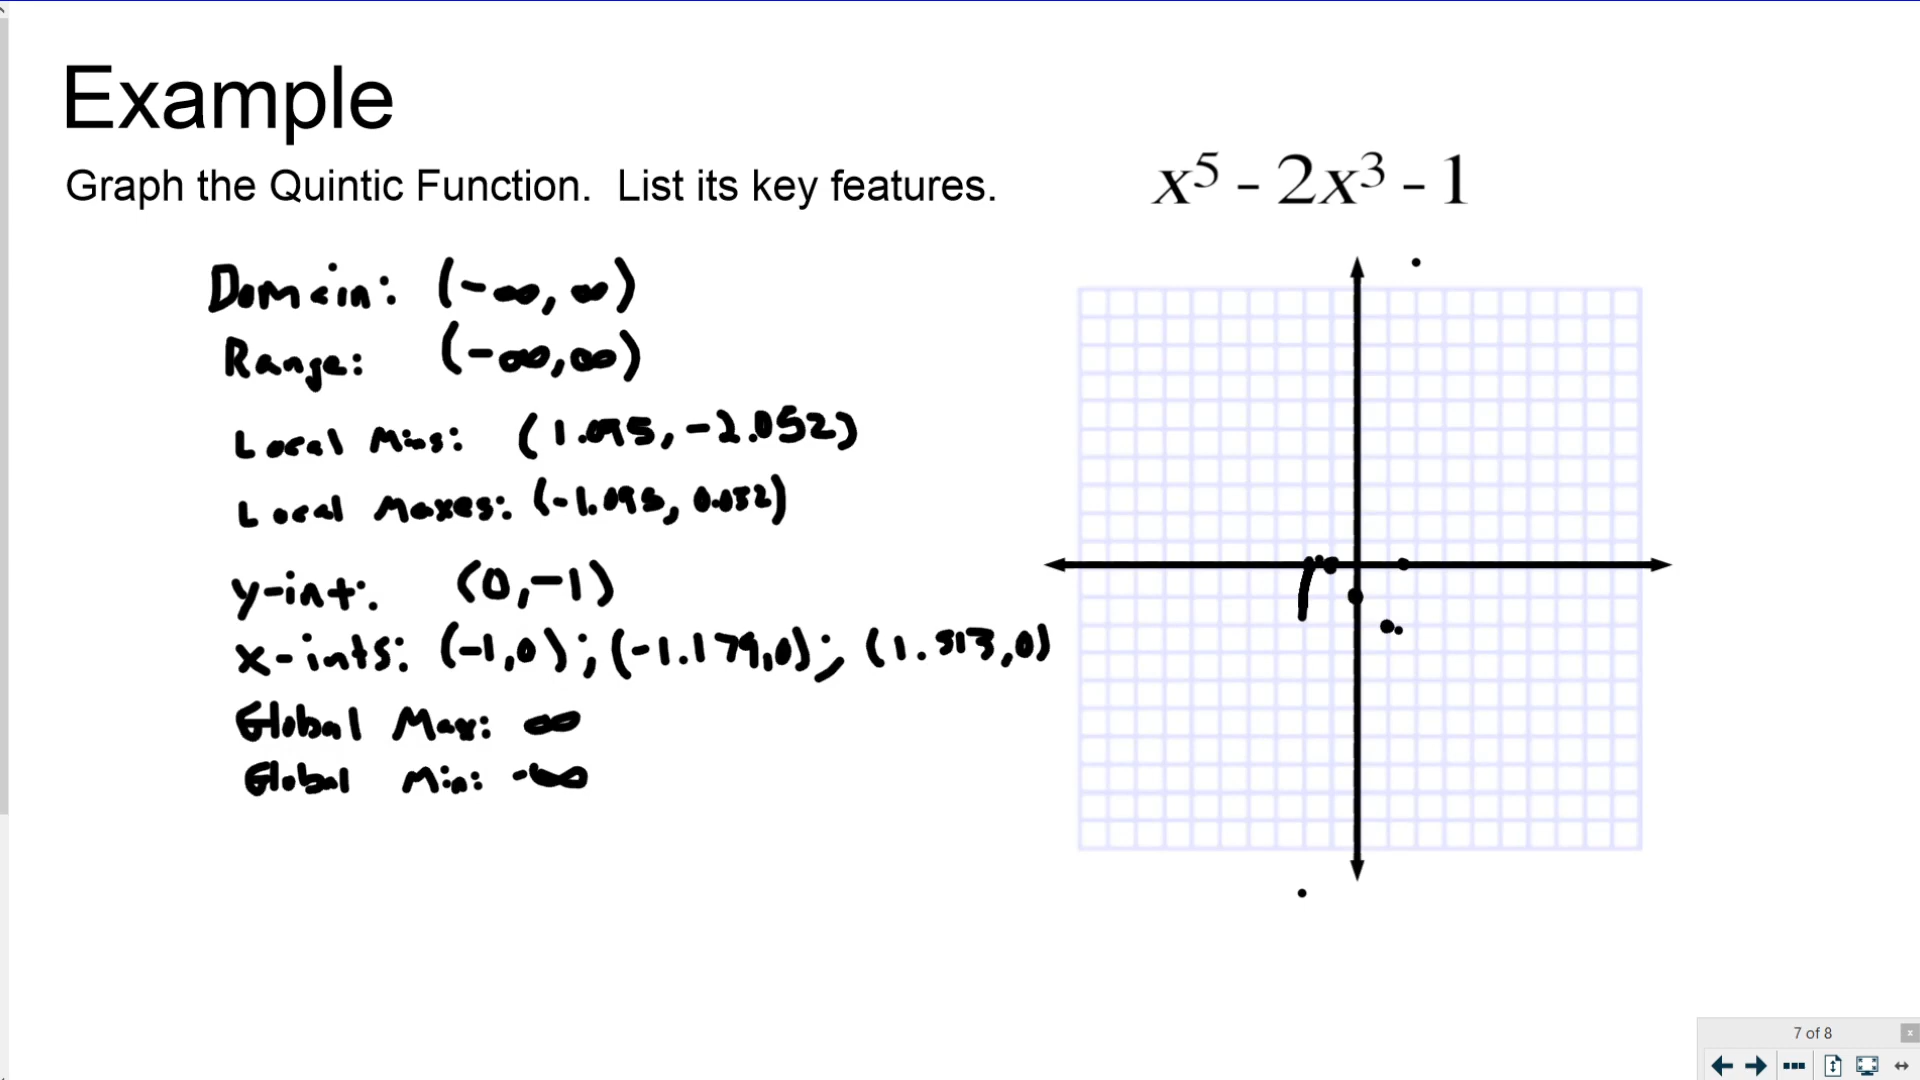 Example
Graph the Quintic Function. List its key features.
x⁵ - 2x³ - 1
Domain: (-∞, ∞)
Range: (-∞, ∞)
Local Mins: (1.095, -2.052)
Local Maxes: (-1.095, 0.052)
y-int: (0, -1)
x-ints: (-1, 0); (-1.179, 0); (1.513, 0)
Global Max: ∞
Global Min: -∞
7 of 8